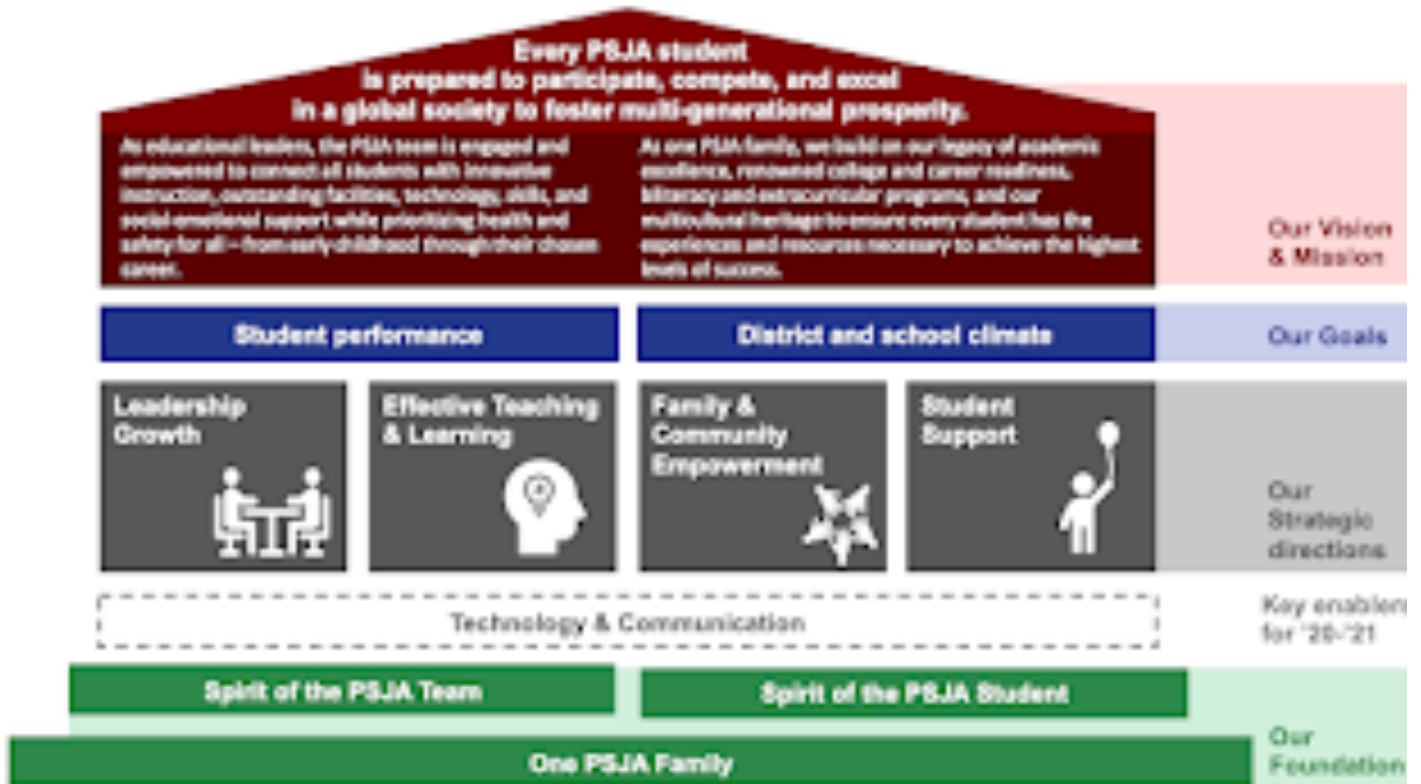 Every PSJA student
is prepared to participate, compete, and excel
in a global society to foster multi-generational prosperity.
As educational leaders, the PSJA team is engaged and
empowered to connect all students with innovative
instruction, outstanding facilities, technology, skills, and
social-emotional support while prioritizing health and
safety for all – from early childhood through their chosen
career.
As one PSJA family, we build on our legacy of academic
excellence, renowned college and career readiness,
biliteracy and extracurricular programs, and our
multicultural heritage to ensure every student has the
experiences and resources necessary to achieve the highest
levels of success.
Our Vision
& Mission
Student performance
District and school climate
Our Goals
Leadership
Growth
Effective Teaching
& Learning
Family &
Community
Empowerment
Student
Support
Our
Strategic
directions
Technology & Communication
Key enablers
for '20-'21
Spirit of the PSJA Team
Spirit of the PSJA Student
One PSJA Family
Our
Foundation